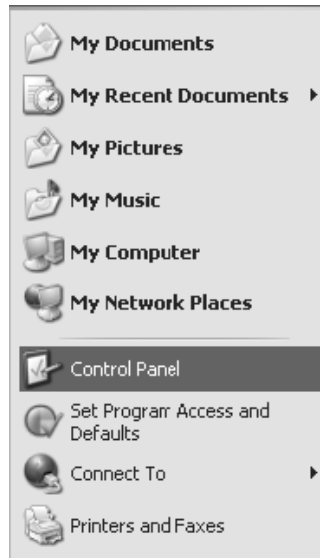 My Documents
My Recent Documents
My Pictures
My Music
My Computer
My Network Places
Control Panel
Set Program Access and
Defaults
Connect To
Printers and Faxes